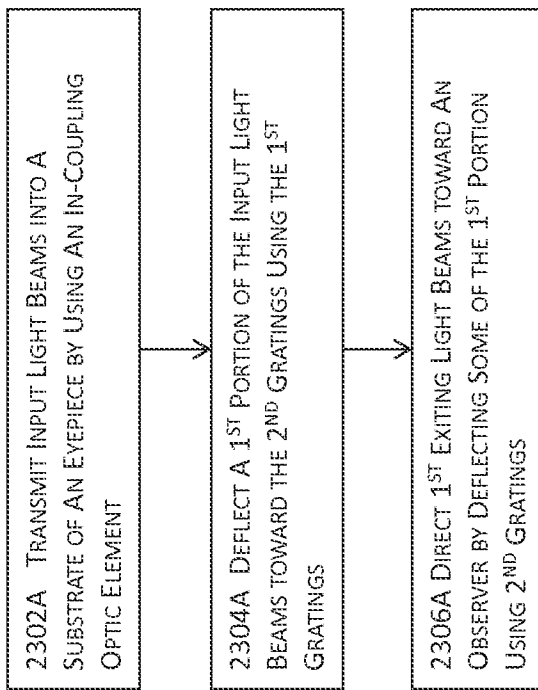 2302A TRANSMIT INPUT LIGHT BEAMS INTO A
SUBSTRATE OF AN EYEPIECE BY USING AN IN-COUPLING
OPTIC ELEMENT
2304A DEFLECT A 1ST PORTION OF THE INPUT LIGHT
BEAMS TOWARD THE 2ND GRATINGS USING THE 1ST
GRATINGS
2306A DIRECT 1ST EXITING LIGHT BEAMS TOWARD AN
OBSERVER BY DEFLECTING SOME OF THE 1ST PORTION
USING 2ND GRATINGS